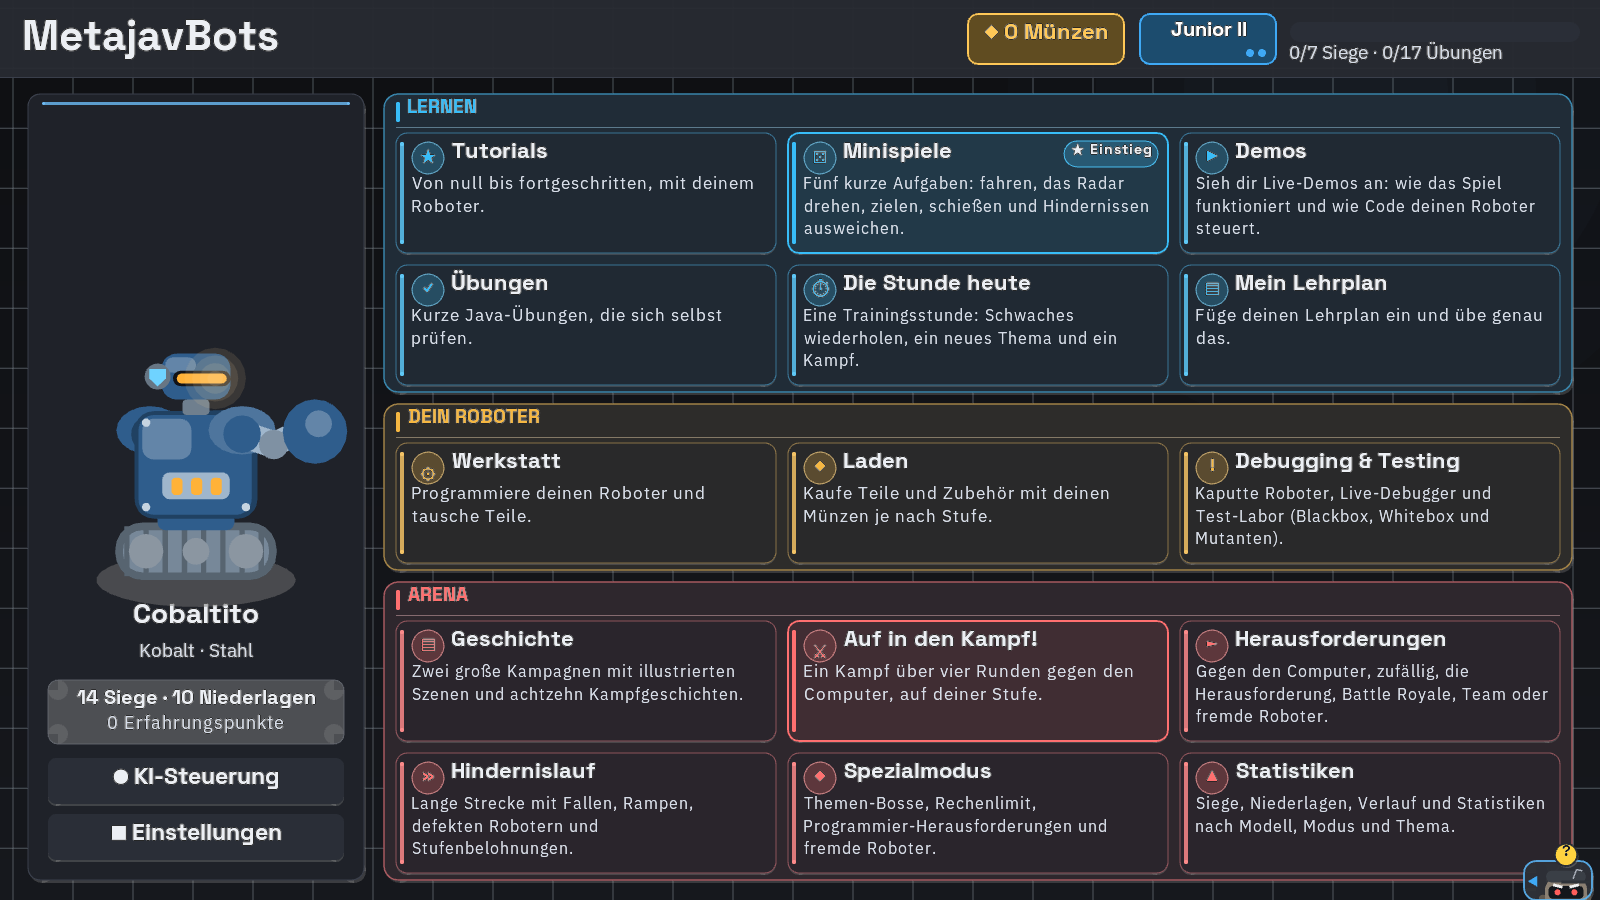 MetajavBots
◆ 0 Münzen
Junior II
0/7 Siege · 0/17 Übungen
LERNEN
Tutorials
Von null bis fortgeschritten, mit deinem
Roboter.
Minispiele
★ Einstieg
Fünf kurze Aufgaben: fahren, das Radar
drehen, zielen, schießen und Hindernissen
ausweichen.
Demos
Sieh dir Live-Demos an: wie das Spiel
funktioniert und wie Code deinen Roboter
steuert.
Übungen
Kurze Java-Übungen, die sich selbst
prüfen.
Die Stunde heute
Eine Trainingsstunde: Schwaches
wiederholen, ein neues Thema und ein
Kampf.
Mein Lehrplan
Füge deinen Lehrplan ein und übe genau
das.
DEIN ROBOTER
Werkstatt
Programmiere deinen Roboter und
tausche Teile.
Laden
Kaufe Teile und Zubehör mit deinen
Münzen je nach Stufe.
Debugging & Testing
Kaputte Roboter, Live-Debugger und
Test-Labor (Blackbox, Whitebox und
Mutanten).
ARENA
Geschichte
Zwei große Kampagnen mit illustrierten
Szenen und achtzehn Kampfgeschichten.
Auf in den Kampf!
Ein Kampf über vier Runden gegen den
Computer, auf deiner Stufe.
Herausforderungen
Gegen den Computer, zufällig, die
Herausforderung, Battle Royale, Team oder
fremde Roboter.
Hindernislauf
Lange Strecke mit Fallen, Rampen,
defekten Robotern und
Stufenbelohnungen.
Spezialmodus
Themen-Bosse, Rechenlimit,
Programmier-Herausforderungen und
fremde Roboter.
Statistiken
Siege, Niederlagen, Verlauf und Statistiken
nach Modell, Modus und Thema.
Cobaltito
Kobalt · Stahl
14 Siege · 10 Niederlagen
0 Erfahrungspunkte
● KI-Steuerung
■ Einstellungen
?